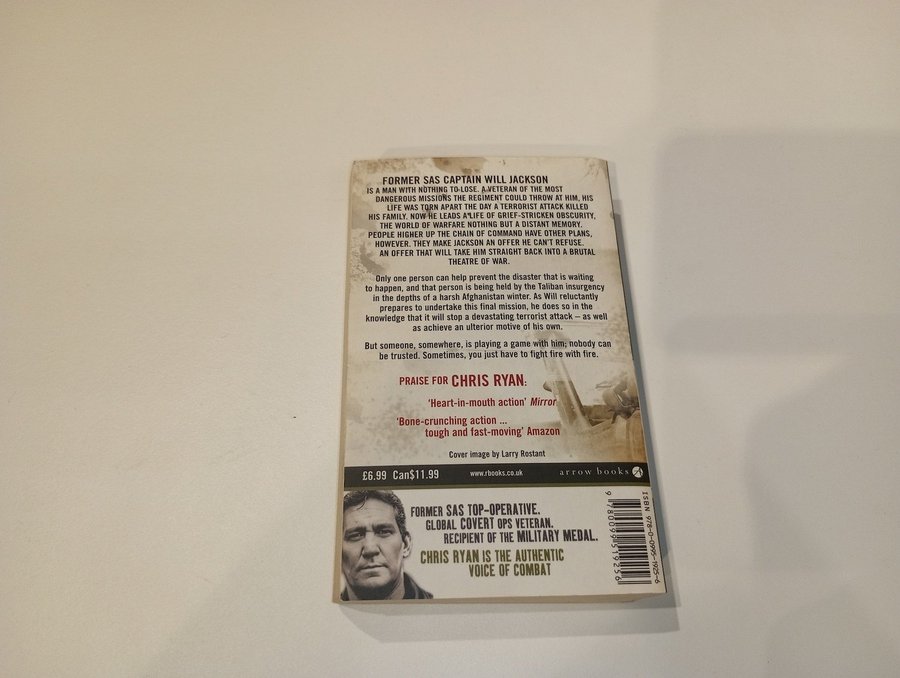 FORMER SAS CAPTAIN WILL JACKSON
IS A MAN WITH NOTHING TO LOSE. A VETERAN OF THE MOST
DANGEROUS MISSIONS THE REGIMENT COULD THROW AT HIM, HIS
LIFE WAS TORN APART THE DAY A TERRORIST ATTACK KILLED
HIS FAMILY. NOW HE LEADS A LIFE OF GRIEF-STRICKEN OBSCURITY,
THE WORLD OF WARFARE NOTHING BUT A DISTANT MEMORY.
PEOPLE HIGHER UP THE CHAIN OF COMMAND HAVE OTHER PLANS,
HOWEVER. THEY MAKE JACKSON AN OFFER HE CAN'T REFUSE.
AN OFFER THAT WILL TAKE HIM STRAIGHT BACK INTO A BRUTAL
THEATRE OF WAR.
Only one person can help prevent the disaster that is waiting
to happen, and that person is being held by the Taliban insurgency
in the depths of a harsh Afghanistan winter. As Will reluctantly
prepares to undertake this final mission, he does so in the
knowledge that it will stop a devastating terrorist attack – as well
as achieve an ulterior motive of his own.
But someone, somewhere, is playing a game with him; nobody can
be trusted. Sometimes, you just have to fight fire with fire.
PRAISE FOR CHRIS RYAN:
'Heart-in-mouth action' Mirror
'Bone-crunching action ...
tough and fast-moving' Amazon
Cover image by Larry Rostant
£6.99 Can$11.99 www.rbooks.co.uk arrow books
FORMER SAS TOP-OPERATIVE.
GLOBAL COVERT OPS VETERAN.
RECIPIENT OF THE MILITARY MEDAL.
CHRIS RYAN IS THE AUTHENTIC
VOICE OF COMBAT
ISBN 978-0-0995-1925-6
9 780099 519256